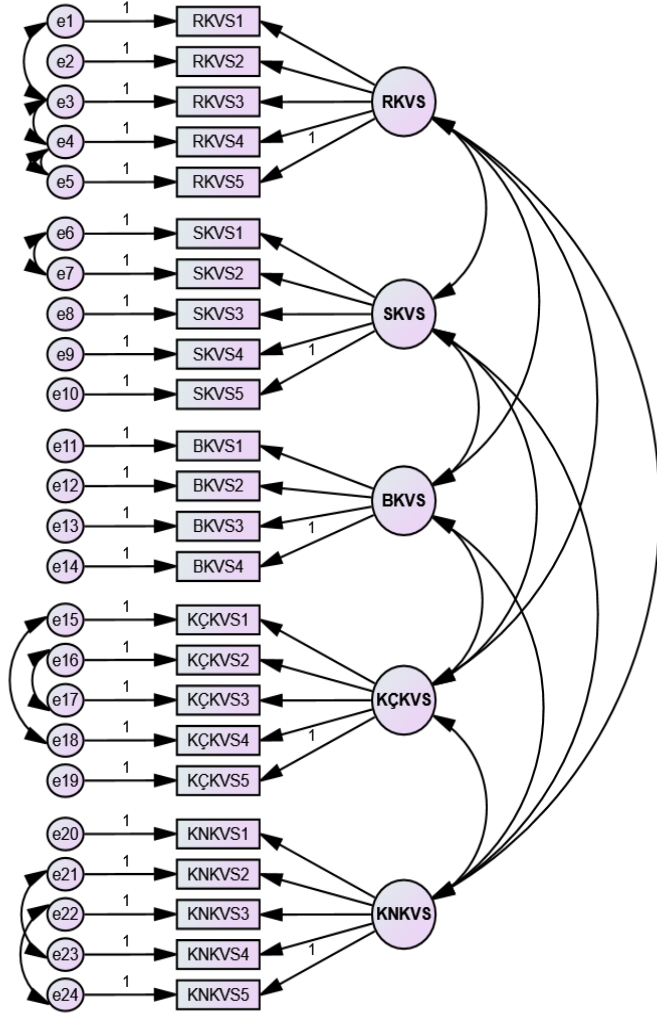 e1 1 RKVS1
e2 1 RKVS2
e3 1 RKVS3 RKVS
e4 1 RKVS4
1
e5 1 RKVS5
e6 1 SKVS1
e7 1 SKVS2
e8 1 SKVS3 SKVS
e9 1 SKVS4
1
e10 1 SKVS5
e11 1 BKVS1
e12 1 BKVS2 BKVS
e13 1 BKVS3
1
e14 1 BKVS4
e15 1 KÇKVS1
e16 1 KÇKVS2
e17 1 KÇKVS3 KÇKVS
e18 1 KÇKVS4
1
e19 1 KÇKVS5
e20 1 KNKVS1
e21 1 KNKVS2
e22 1 KNKVS3 KNKVS
e23 1 KNKVS4
1
e24 1 KNKVS5